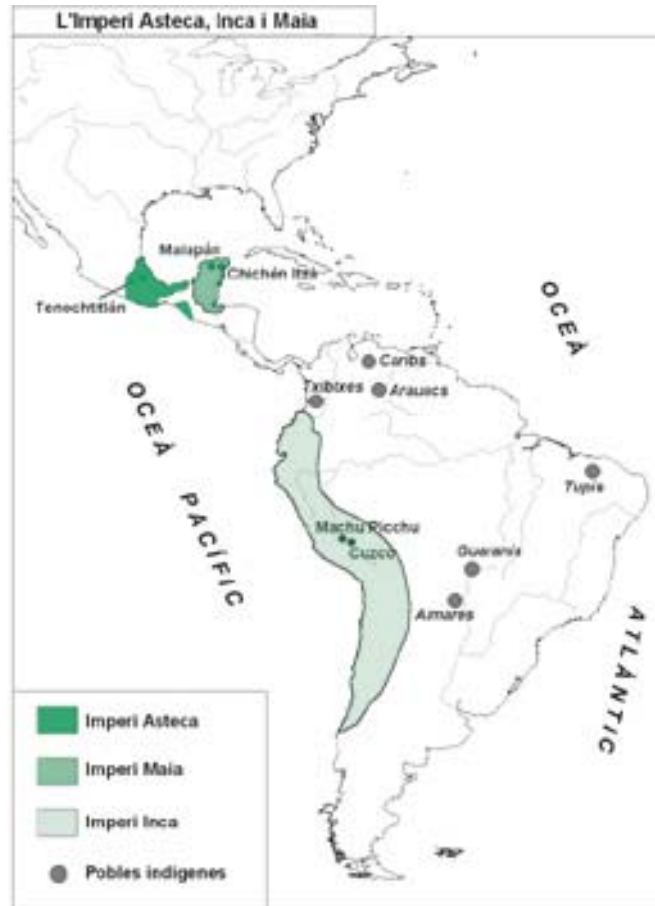 L'Imperi Asteca, Inca i Maia
Maiapán
Chichén Itzá
Tenochtitlán
OCEÀ
Caribs
Txibtxes
Arauacs
OCEÀ PACÍFIC
Tupís
Machu Picchu
Cuzco
Guaranís
Aimares
ATLÀNTIC
Imperi Asteca
Imperi Maia
Imperi Inca
Pobles indígenes